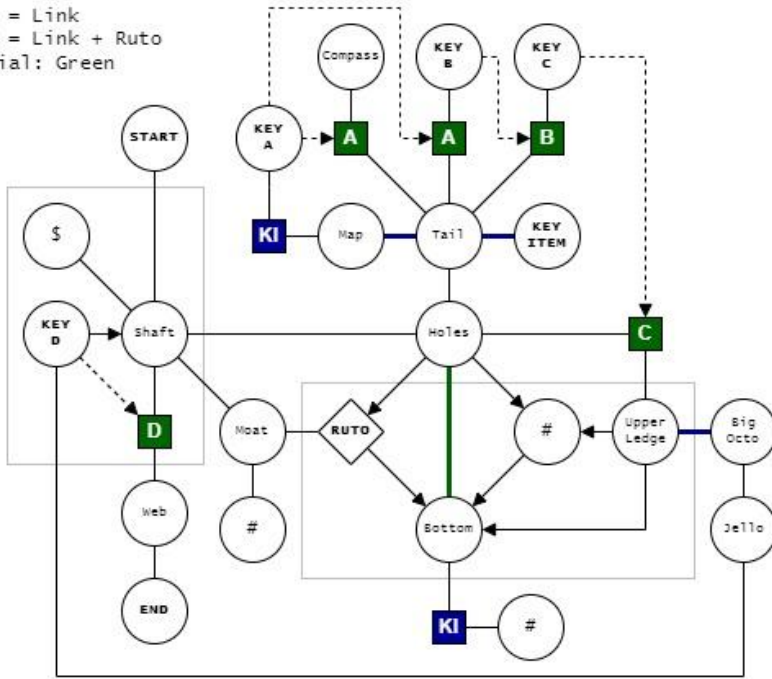 = Link
= Link + Ruto
ial: Green
Compass
KEY
B
KEY
C
START
KEY
A
A
A
B
$
KI
Map
Tail
KEY
ITEM
KEY
D
Shaft
Holes
C
D
Moat
RUTO
#
Upper
Ledge
Big
Octo
Web
#
Bottom
Jello
END
KI
#